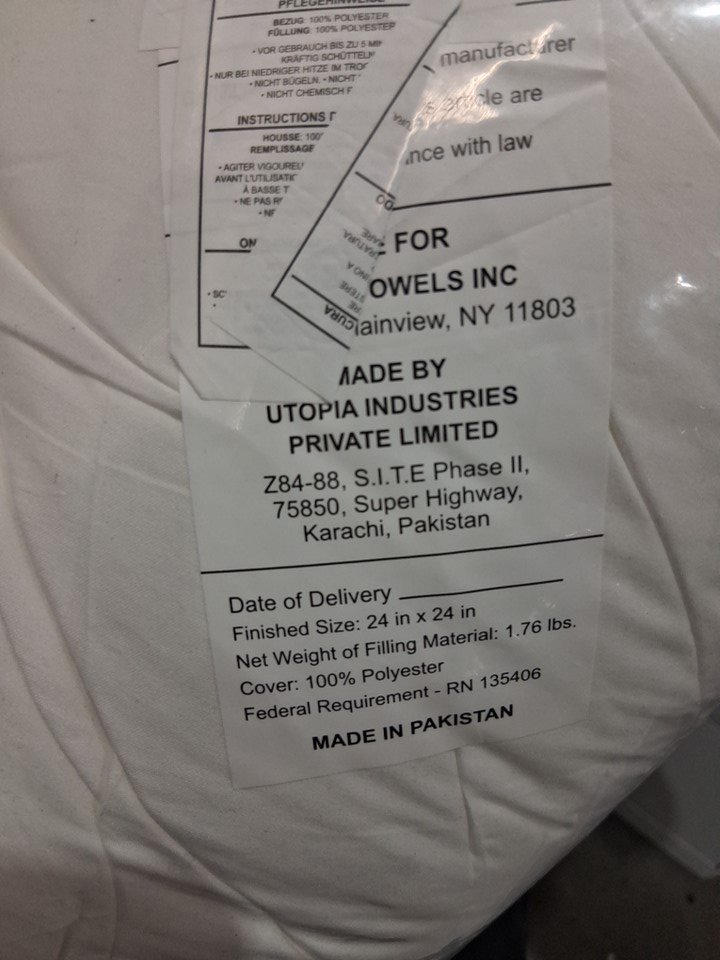 PFLEGEHINWEISE
BEZUG: 100% POLYESTER
FÜLLUNG: 100% POLYESTER
• VOR GEBRAUCH BIS ZU 5 MIN
KRÄFTIG SCHÜTTELN
• NUR BEI NIEDRIGER HITZE IM TROC
• NICHT BÜGELN. • NICHT
• NICHT CHEMISCH
INSTRUCTIONS
HOUSSE: 100
REMPLISSAGE
• AGITER VIGOUREU
AVANT L'UTILISATI
À BASSE T
• NE PAS
manufacturer
article are
nce with law
FOR
OWELS INC
lainview, NY 11803
CURA
MADE BY
UTOPIA INDUSTRIES
PRIVATE LIMITED
Z84-88, S.I.T.E Phase II,
75850, Super Highway,
Karachi, Pakistan
Date of Delivery
Finished Size: 24 in x 24 in
Net Weight of Filling Material: 1.76 lbs.
Cover: 100% Polyester
Federal Requirement - RN 135406
MADE IN PAKISTAN